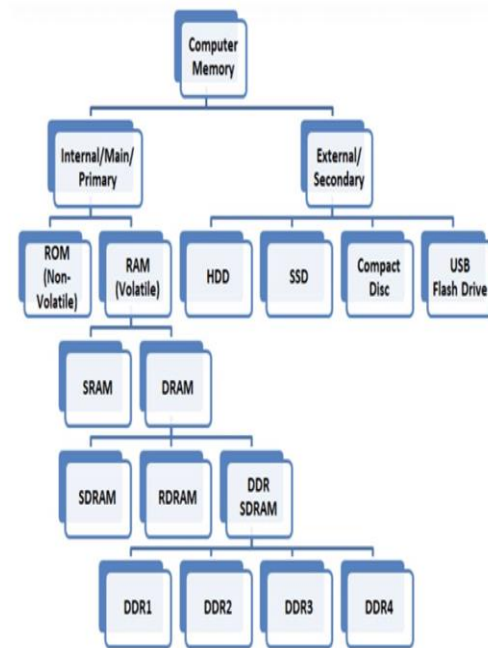 Computer
Memory
Internal/Main/
Primary
External/
Secondary
ROM
(Non-
Volatile)
RAM
(Volatile)
HDD
SSD
Compact
Disc
USB
Flash Drive
SRAM
DRAM
SDRAM
RDRAM
DDR
SDRAM
DDR1
DDR2
DDR3
DDR4